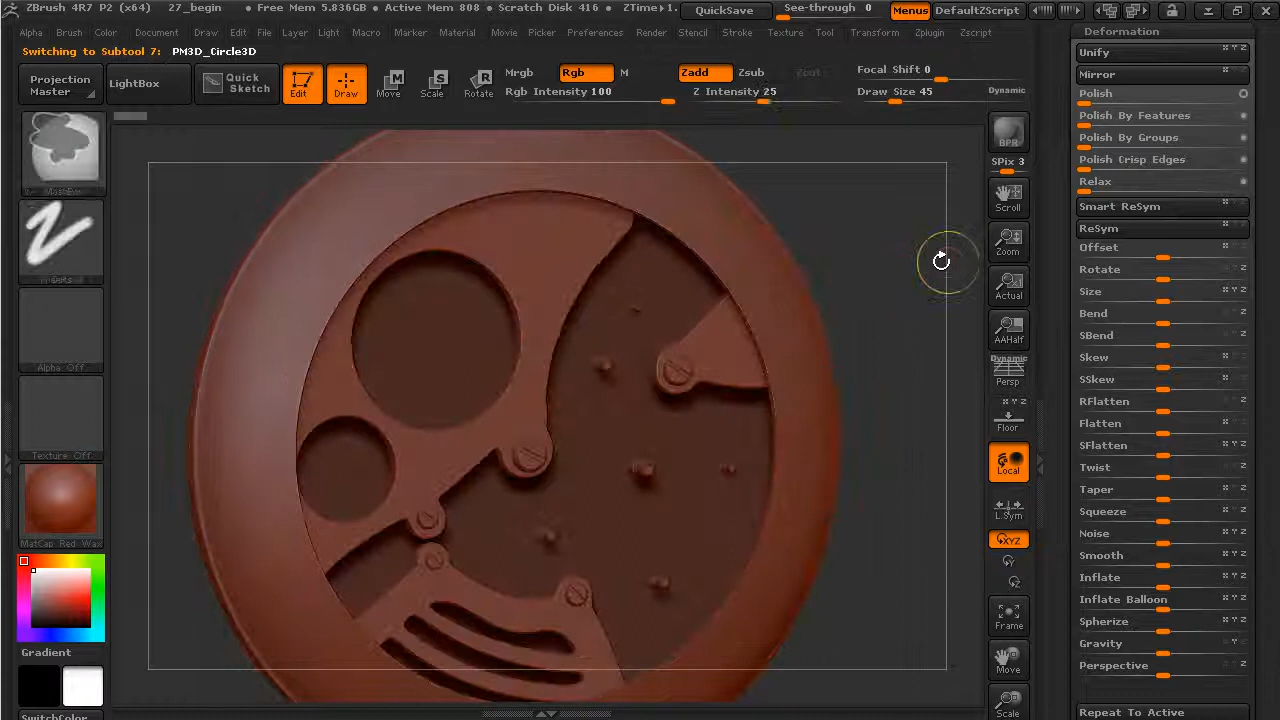 ZBrush 4R7 P2 (x64) 27_begin • Free Mem 5.836GB • Active Mem 808 • Scratch Disk 416 • ZTime▸1. QuickSave See-through 0 Menus DefaultZScript
Alpha Brush Color Document Draw Edit File Layer Light Macro Marker Material Movie Picker Preferences Render Stencil Stroke Texture Tool Transform Zplugin Zscript
Switching to Subtool 7: PM3D_Circle3D
Projection Master
LightBox
Quick Sketch
Edit
Draw
Move
Scale
Rotate
Mrgb Rgb M
Rgb Intensity 100
Zadd Zsub Zcut
Z Intensity 25
Focal Shift 0
Draw Size 45
Dynamic
Alpha Off
Texture Off
MatCap Red Wax
Gradient
SwitchColor
BPR
SPix 3
Scroll
Zoom
Actual
AAHalf
Dynamic
Persp
X Y Z
Floor
Local
L.Sym
XYZ
Y
Z
Frame
Move
Scale
Deformation
Unify
Mirror
Polish
Polish By Features
Polish By Groups
Polish Crisp Edges
Relax
Smart ReSym
ReSym
Offset
Rotate
Size
Bend
SBend
Skew
SSkew
RFlatten
Flatten
SFlatten
Twist
Taper
Squeeze
Noise
Smooth
Inflate
Inflate Balloon
Spherize
Gravity
Perspective
Repeat To Active